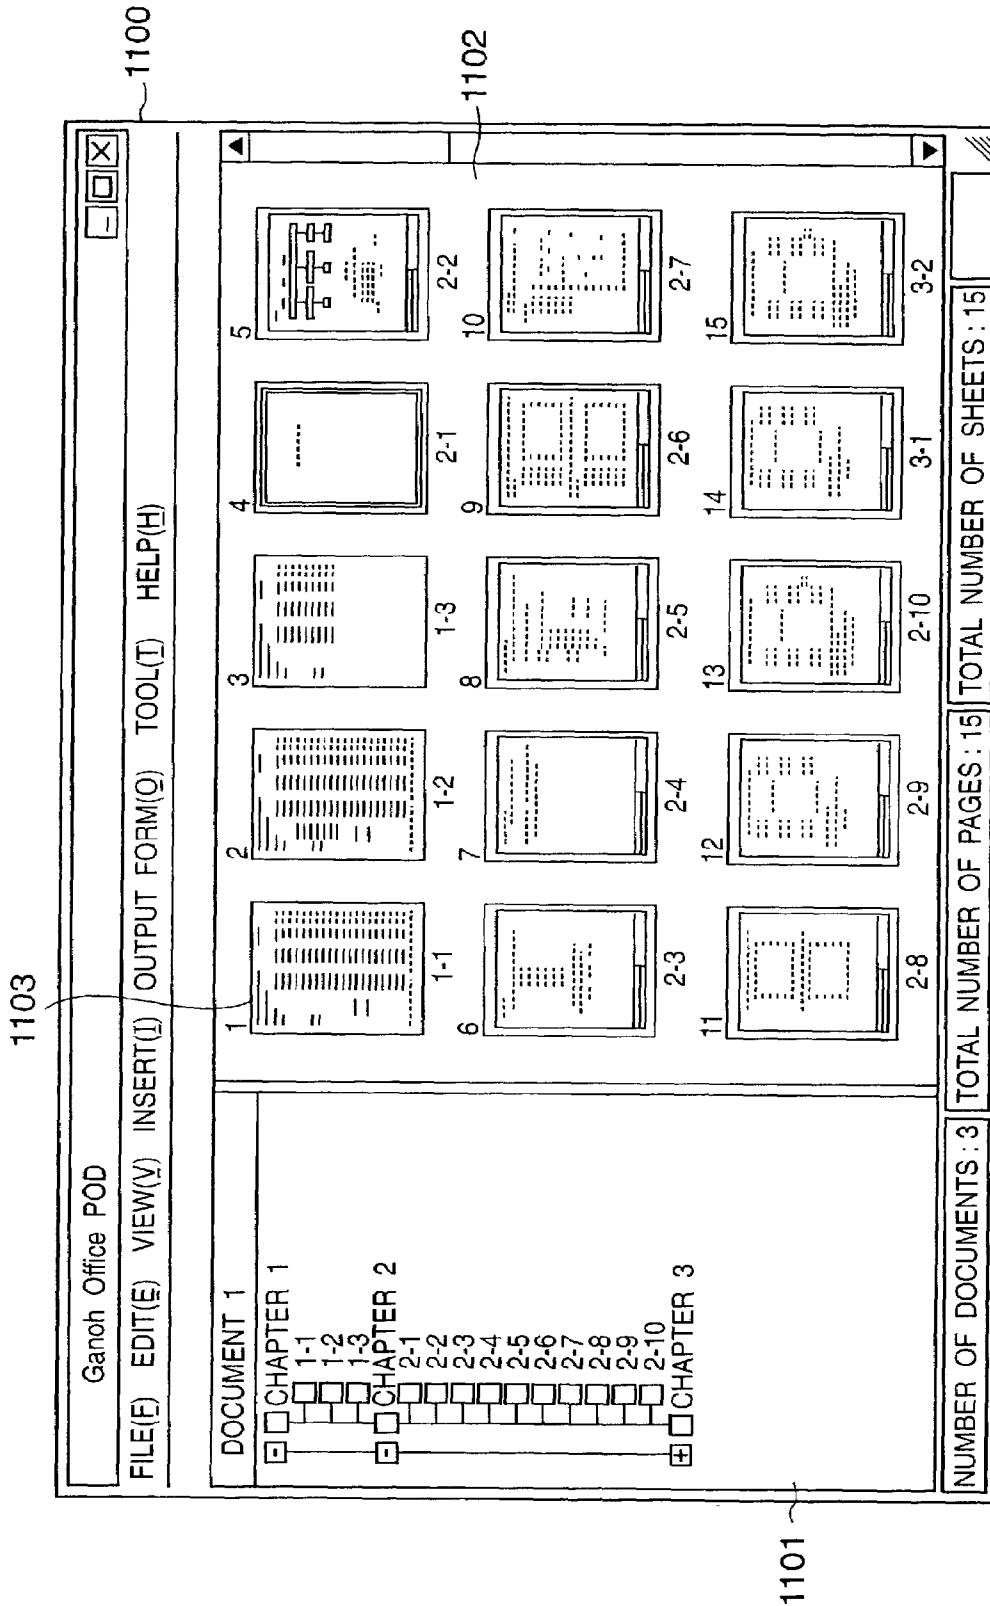 1100
Ganoh Office POD
FILE(F) EDIT(E) VIEW(V) INSERT(I) OUTPUT FORM(O) TOOL(T) HELP(H)
1103
1102
DOCUMENT 1
CHAPTER 1
1-1
1-2
1-3
CHAPTER 2
2-1
2-2
2-3
2-4
2-5
2-6
2-7
2-8
2-9
2-10
CHAPTER 3
1101
1 2 3 4 5
1-1 1-2 1-3 2-1 2-2
6 7 8 9 10
2-3 2-4 2-5 2-6 2-7
11 12 13 14 15
2-8 2-9 2-10 3-1 3-2
NUMBER OF DOCUMENTS : 3 TOTAL NUMBER OF PAGES : 15 TOTAL NUMBER OF SHEETS : 15